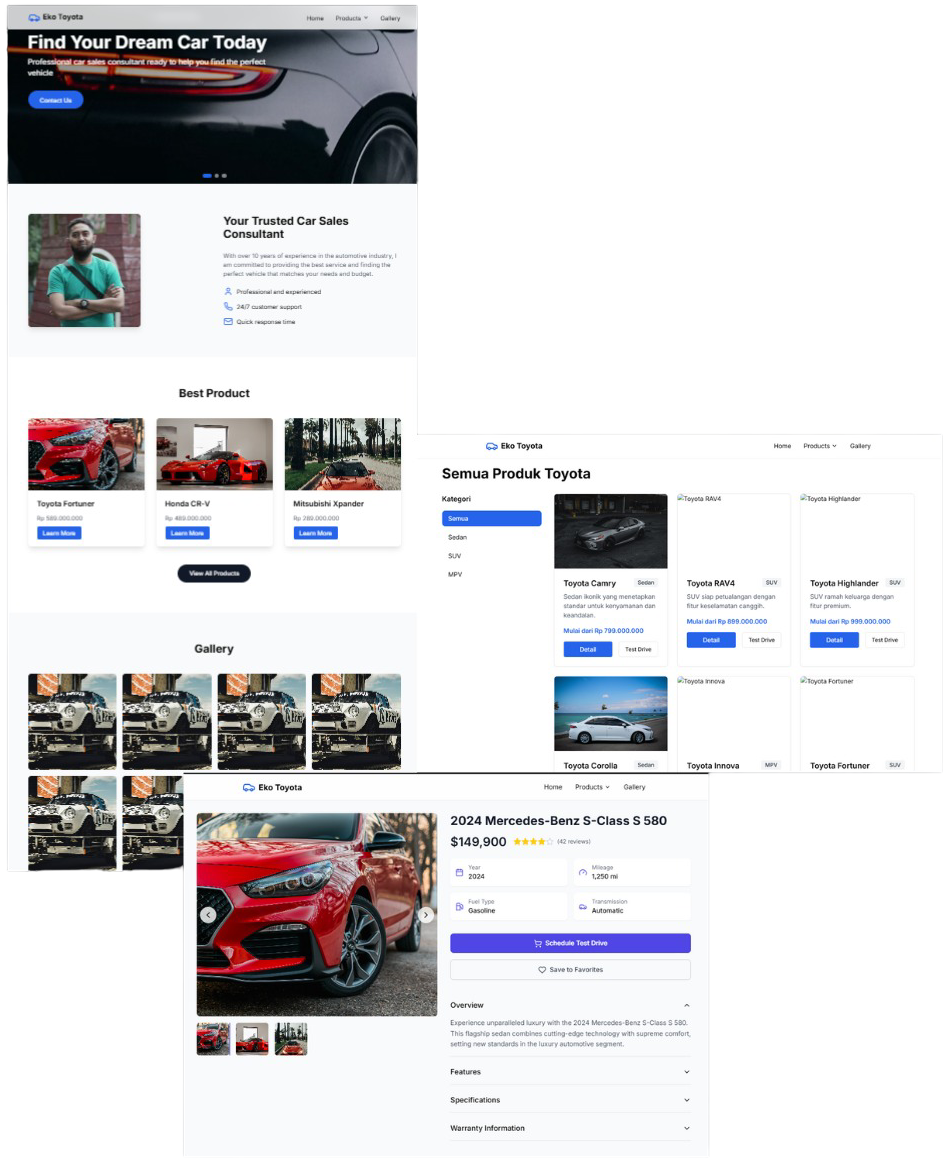 Eko Toyota
Home
Products
Gallery
Find Your Dream Car Today
Professional car sales consultant ready to help you find the perfect
vehicle
Contact Us
Your Trusted Car Sales
Consultant
With over 10 years of experience in the automotive industry, I
am committed to providing the best service and finding the
perfect vehicle that matches your needs and budget.
Professional and experienced
24/7 customer support
Quick response time
Best Product
Toyota Fortuner
Rp 589.000.000
Learn More
Honda CR-V
Rp 489.000.000
Learn More
Mitsubishi Xpander
Rp 289.000.000
Learn More
View All Products
Gallery
Eko Toyota
Home
Products
Gallery
Semua Produk Toyota
Kategori
Semua
Sedan
SUV
MPV
Toyota Camry
Sedan
Sedan ikonik yang menetapkan
standar untuk kenyamanan dan
keandalan.
Mulai dari Rp 799.000.000
Detail
Test Drive
Toyota RAV4
Toyota RAV4
SUV
SUV siap petualangan dengan
fitur keselamatan canggih.
Mulai dari Rp 899.000.000
Detail
Test Drive
Toyota Highlander
Toyota Highlander
SUV
SUV ramah keluarga dengan
fitur premium.
Mulai dari Rp 999.000.000
Detail
Test Drive
Toyota Corolla
Sedan
Toyota Innova
Toyota Innova
MPV
Toyota Fortuner
Toyota Fortuner
SUV
Eko Toyota
Home
Products
Gallery
2024 Mercedes-Benz S-Class S 580
$149,900
(42 reviews)
Year
2024
Mileage
1,250 mi
Fuel Type
Gasoline
Transmission
Automatic
Schedule Test Drive
Save to Favorites
Overview
Experience unparalleled luxury with the 2024 Mercedes-Benz S-Class S 580.
This flagship sedan combines cutting-edge technology with supreme comfort,
setting new standards in the luxury automotive segment.
Features
Specifications
Warranty Information